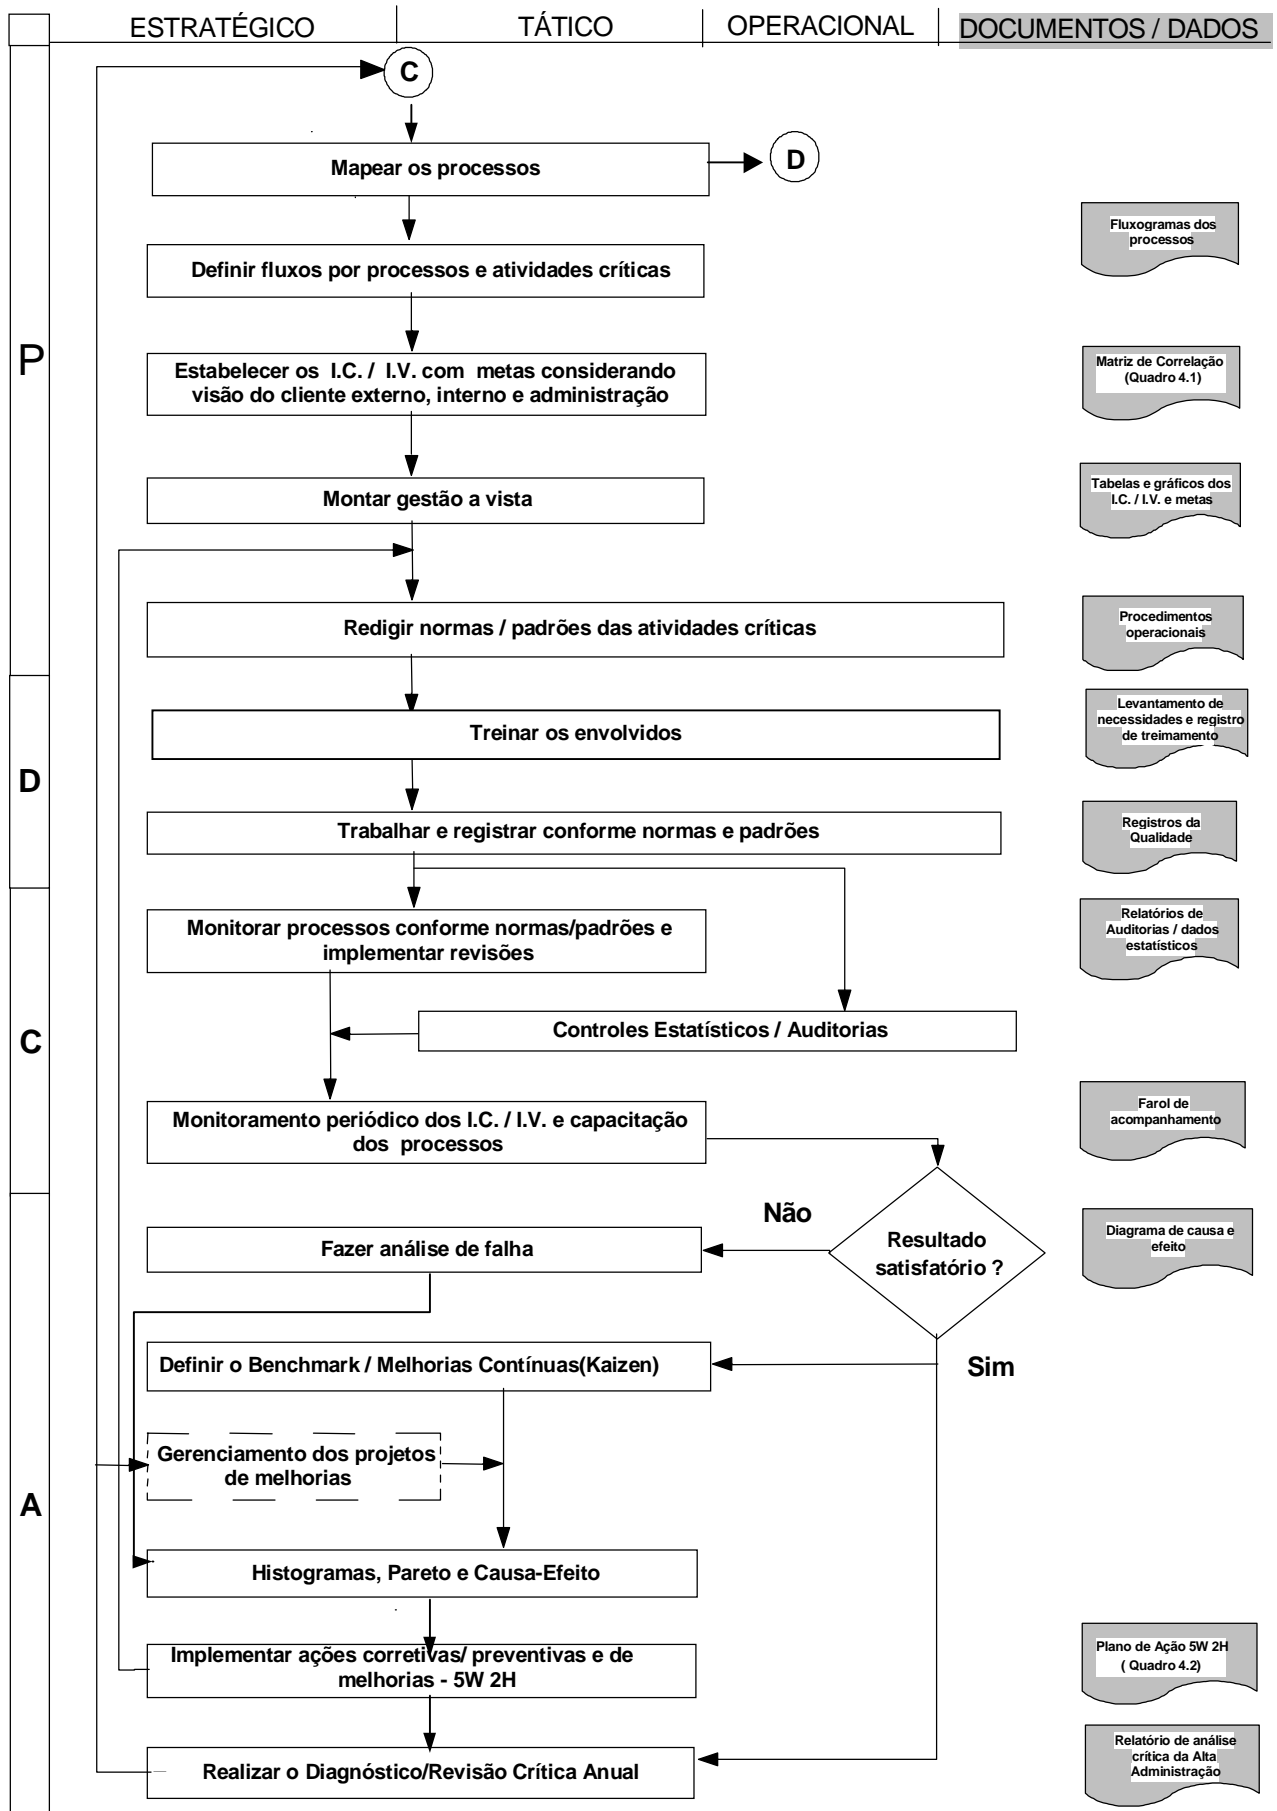 ESTRATÉGICO
TÁTICO
OPERACIONAL
DOCUMENTOS / DADOS
C
Mapear os processos
D
Fluxogramas dos
processos
Definir fluxos por processos e atividades críticas
P
Estabelecer os I.C. / I.V. com metas considerando
visão do cliente externo, interno e administração
Matriz de Correlação
(Quadro 4.1)
Montar gestão a vista
Tabelas e gráficos dos
I.C. / I.V. e metas
Redigir normas / padrões das atividades críticas
Procedimentos
operacionais
D
Treinar os envolvidos
Levantamento de
necessidades e registro
de treimamento
Trabalhar e registrar conforme normas e padrões
Registros da
Qualidade
C
Monitorar processos conforme normas/padrões e
implementar revisões
Relatórios de
Auditorias / dados
estatísticos
Controles Estatísticos / Auditorias
Monitoramento periódico dos I.C. / I.V. e capacitação
dos processos
Farol de
acompanhamento
A
Não
Fazer análise de falha
Resultado
satisfatório ?
Diagrama de causa e
efeito
Definir o Benchmark / Melhorias Contínuas(Kaizen)
Sim
Gerenciamento dos projetos
de melhorias
Histogramas, Pareto e Causa-Efeito
Implementar ações corretivas/ preventivas e de
melhorias - 5W 2H
Plano de Ação 5W 2H
( Quadro 4.2)
Realizar o Diagnóstico/Revisão Crítica Anual
Relatório de análise
crítica da Alta
Administração